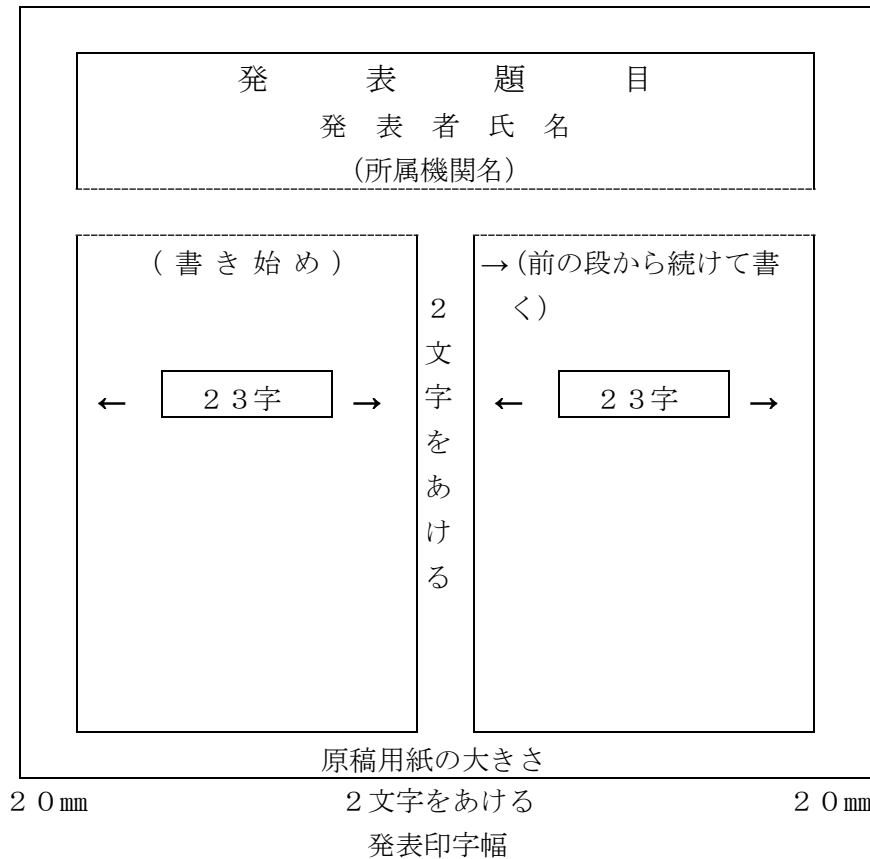 発 表 題 目
発 表 者 氏 名
（所属機関名）
（ 書 き 始 め ）
→（前の段から続けて書
く）
２文字をあける
← ２３字 →
← ２３字 →
原稿用紙の大きさ
２０㎜ ２文字をあける ２０㎜
発表印字幅